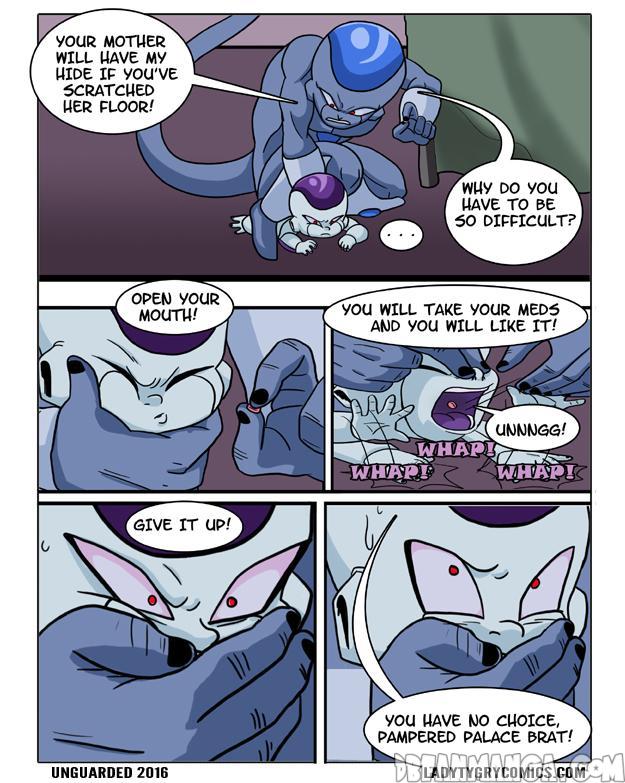 YOUR MOTHER
WILL HAVE MY
HIDE IF YOU'VE
SCRATCHED
HER FLOOR!
WHY DO YOU
HAVE TO BE
SO DIFFICULT?
...
OPEN YOUR
MOUTH!
YOU WILL TAKE YOUR MEDS
AND YOU WILL LIKE IT!
UNNNGG!
WHAP!
WHAP!
WHAP!
GIVE IT UP!
YOU HAVE NO CHOICE,
PAMPERED PALACE BRAT!
UNGUARDED 2016
LADYTYGRYCOMICS.COM
DBFANMANGA.COM